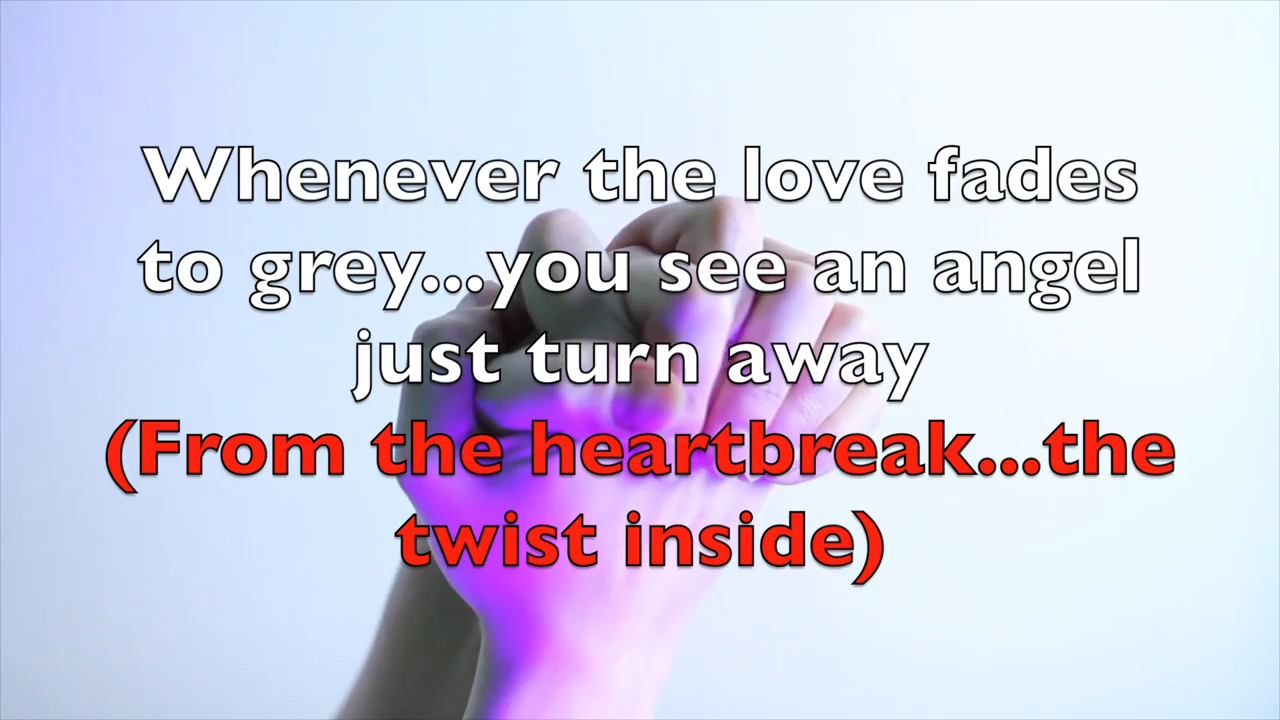 Whenever the love fades
to grey...you see an angel
just turn away
(From the heartbreak...the
twist inside)